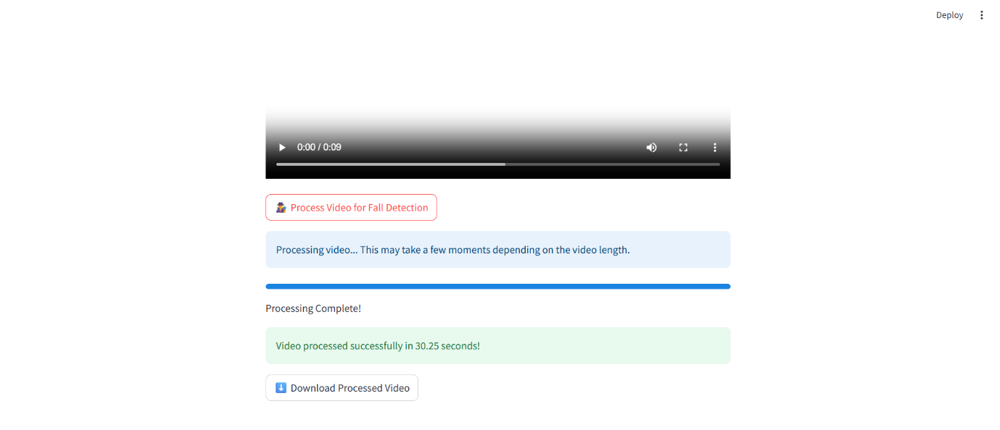 Deploy
0:00 / 0:09
Process Video for Fall Detection
Processing video... This may take a few moments depending on the video length.
Processing Complete!
Video processed successfully in 30.25 seconds!
Download Processed Video